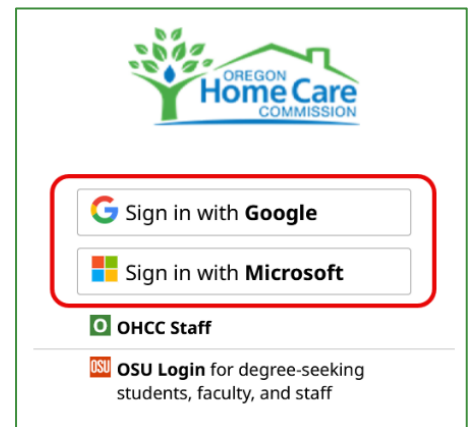 OREGON
Home Care
COMMISSION
Sign in with Google
Sign in with Microsoft
O OHCC Staff
OSU OSU Login for degree-seeking
students, faculty, and staff